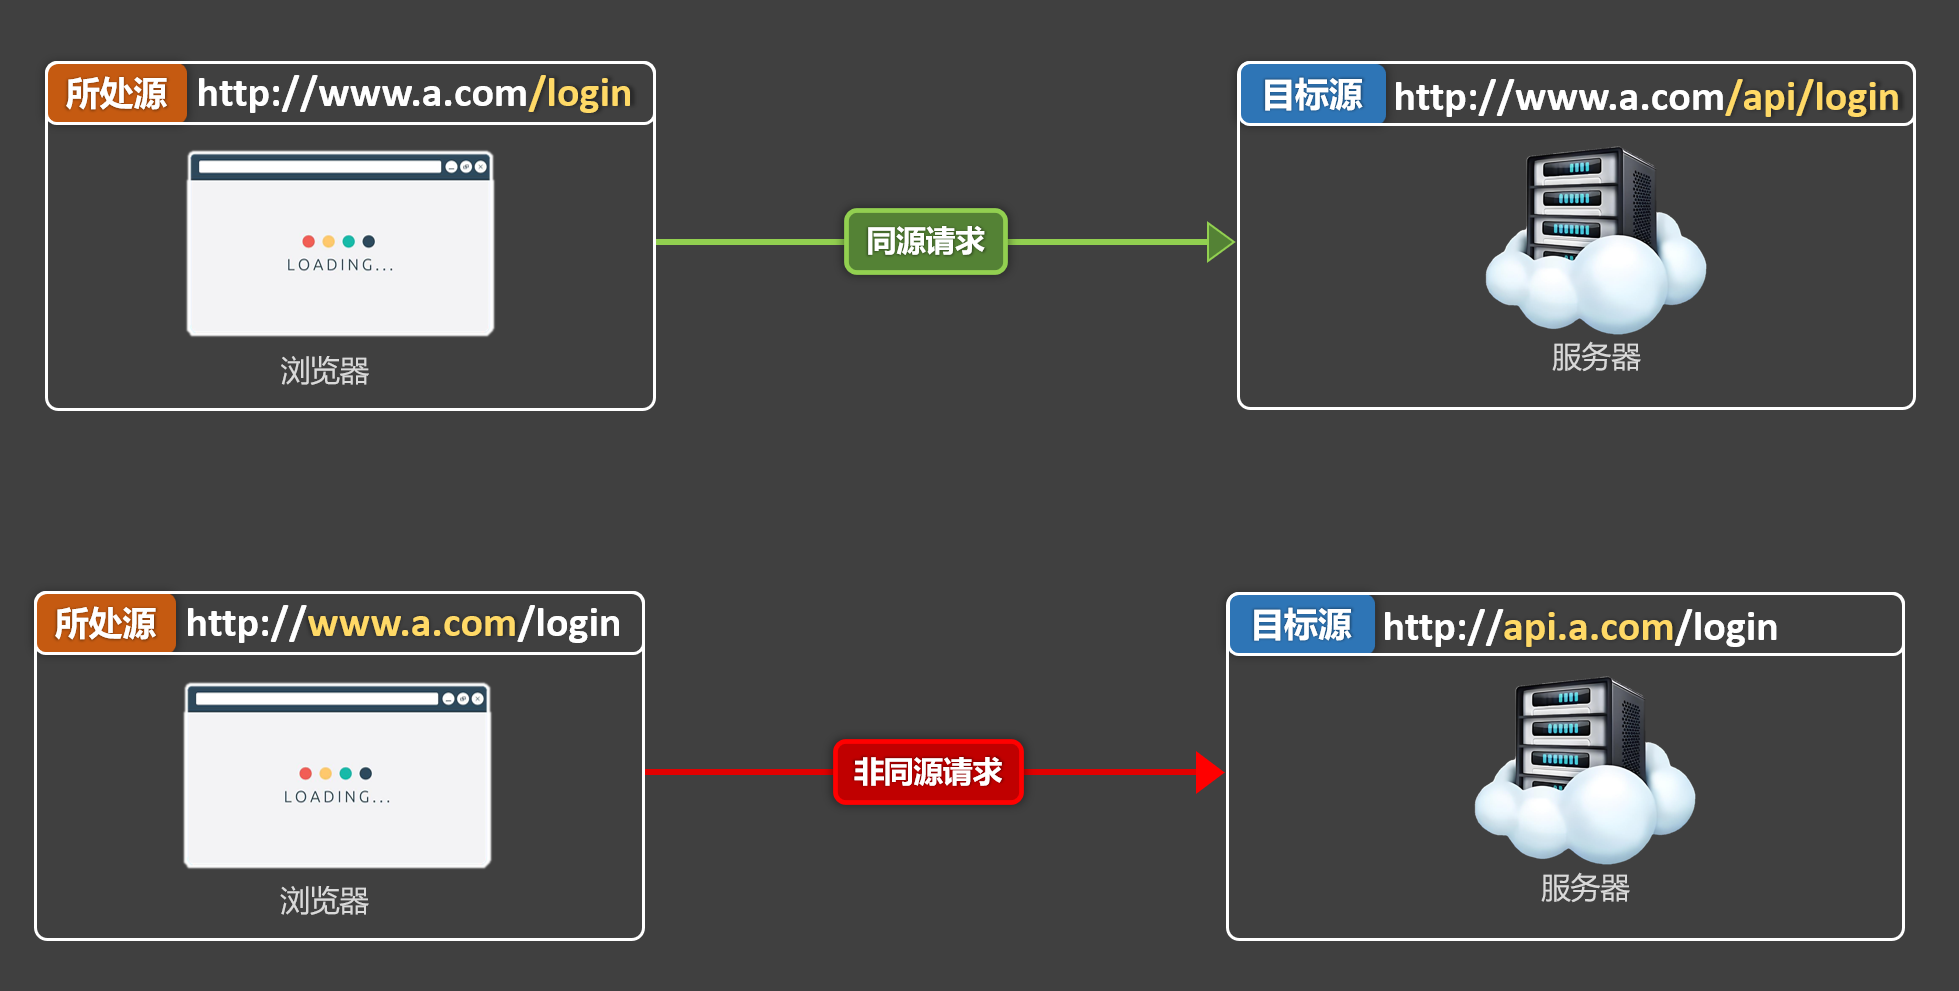 所处源 http://www.a.com/login
目标源 http://www.a.com/api/login
LOADING...
同源请求
浏览器
服务器
所处源 http://www.a.com/login
目标源 http://api.a.com/login
LOADING...
非同源请求
浏览器
服务器